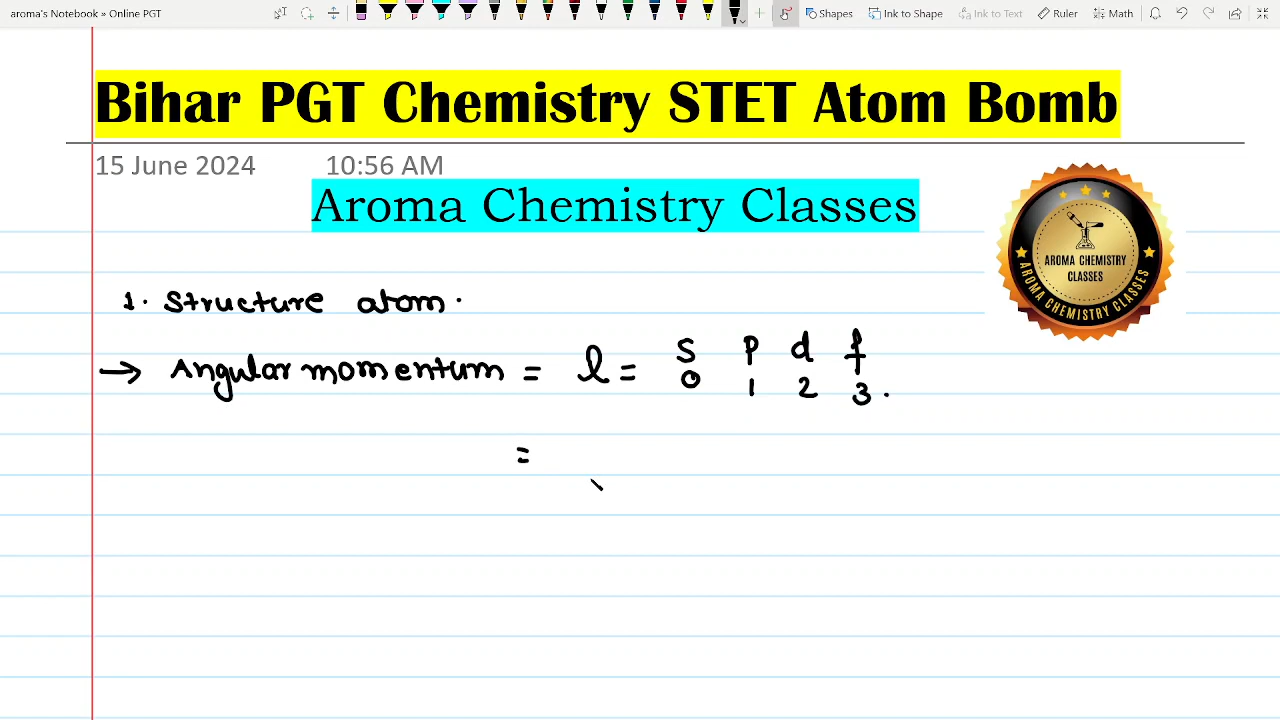 aroma's Notebook » Online PGT
Shapes Ink to Shape Ink to Text Ruler Math
Bihar PGT Chemistry STET Atom Bomb
15 June 2024 10:56 AM
Aroma Chemistry Classes
AROMA CHEMISTRY
CLASSES
AROMA CHEMISTRY CLASSES
1. Structure atom.
→ Angular momentum = l = s p d f
0 1 2 3.
=